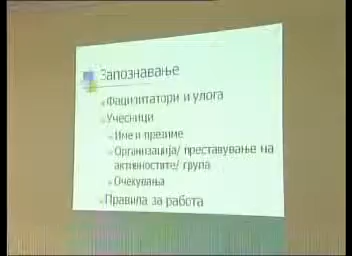 Запознавање
Фацилитатори и улога
Учесници
Име и презиме
Организација/ преставување на
активностите/ група
Очекувања
Правила за работа